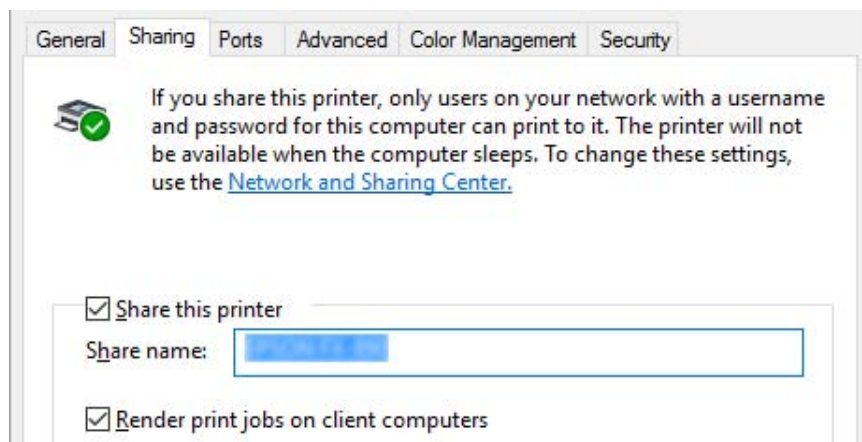 General Sharing Ports Advanced Color Management Security
If you share this printer, only users on your network with a username
and password for this computer can print to it. The printer will not
be available when the computer sleeps. To change these settings,
use the Network and Sharing Center.
Share this printer
Share name:
Render print jobs on client computers